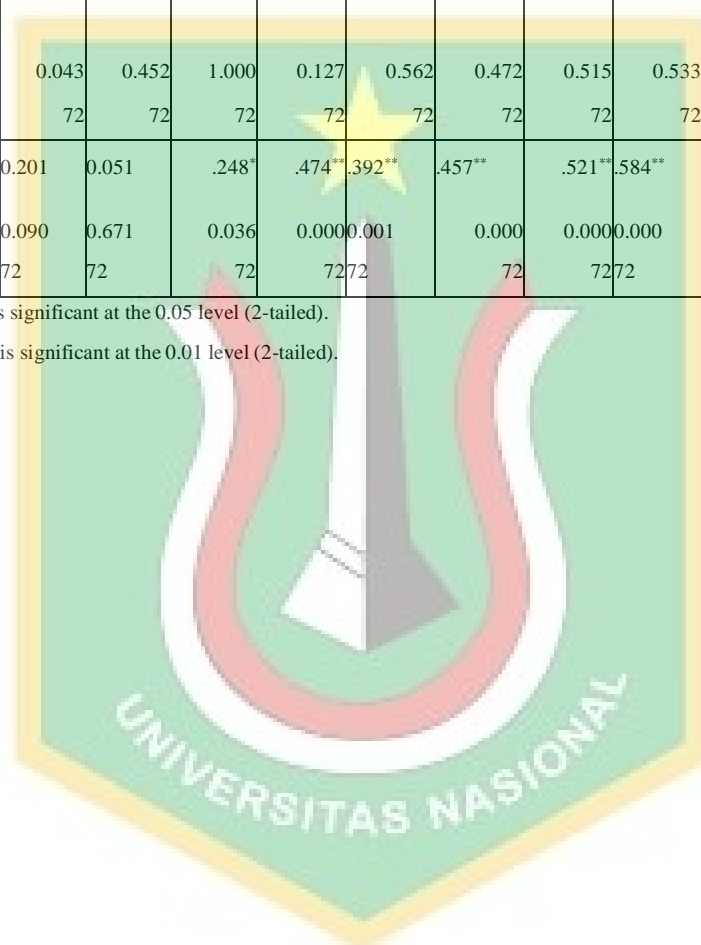 0.043 0.452 1.000 0.127 0.562 0.472 0.515 0.533
72 72 72 72 72 72 72 72
0.201 0.051 .248* .474** .392** .457** .521** .584**
0.090 0.671 0.036 0.000 0.001 0.000 0.000 0.000
72 72 72 72 72 72 72 72
s significant at the 0.05 level (2-tailed).
is significant at the 0.01 level (2-tailed).
UNIVERSITAS NASIONAL